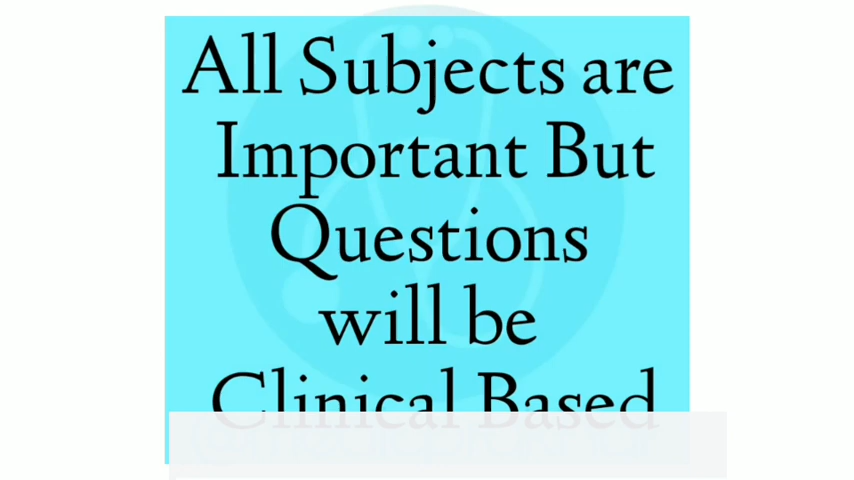 All Subjects are
Important But
Questions
will be
Clinical Based